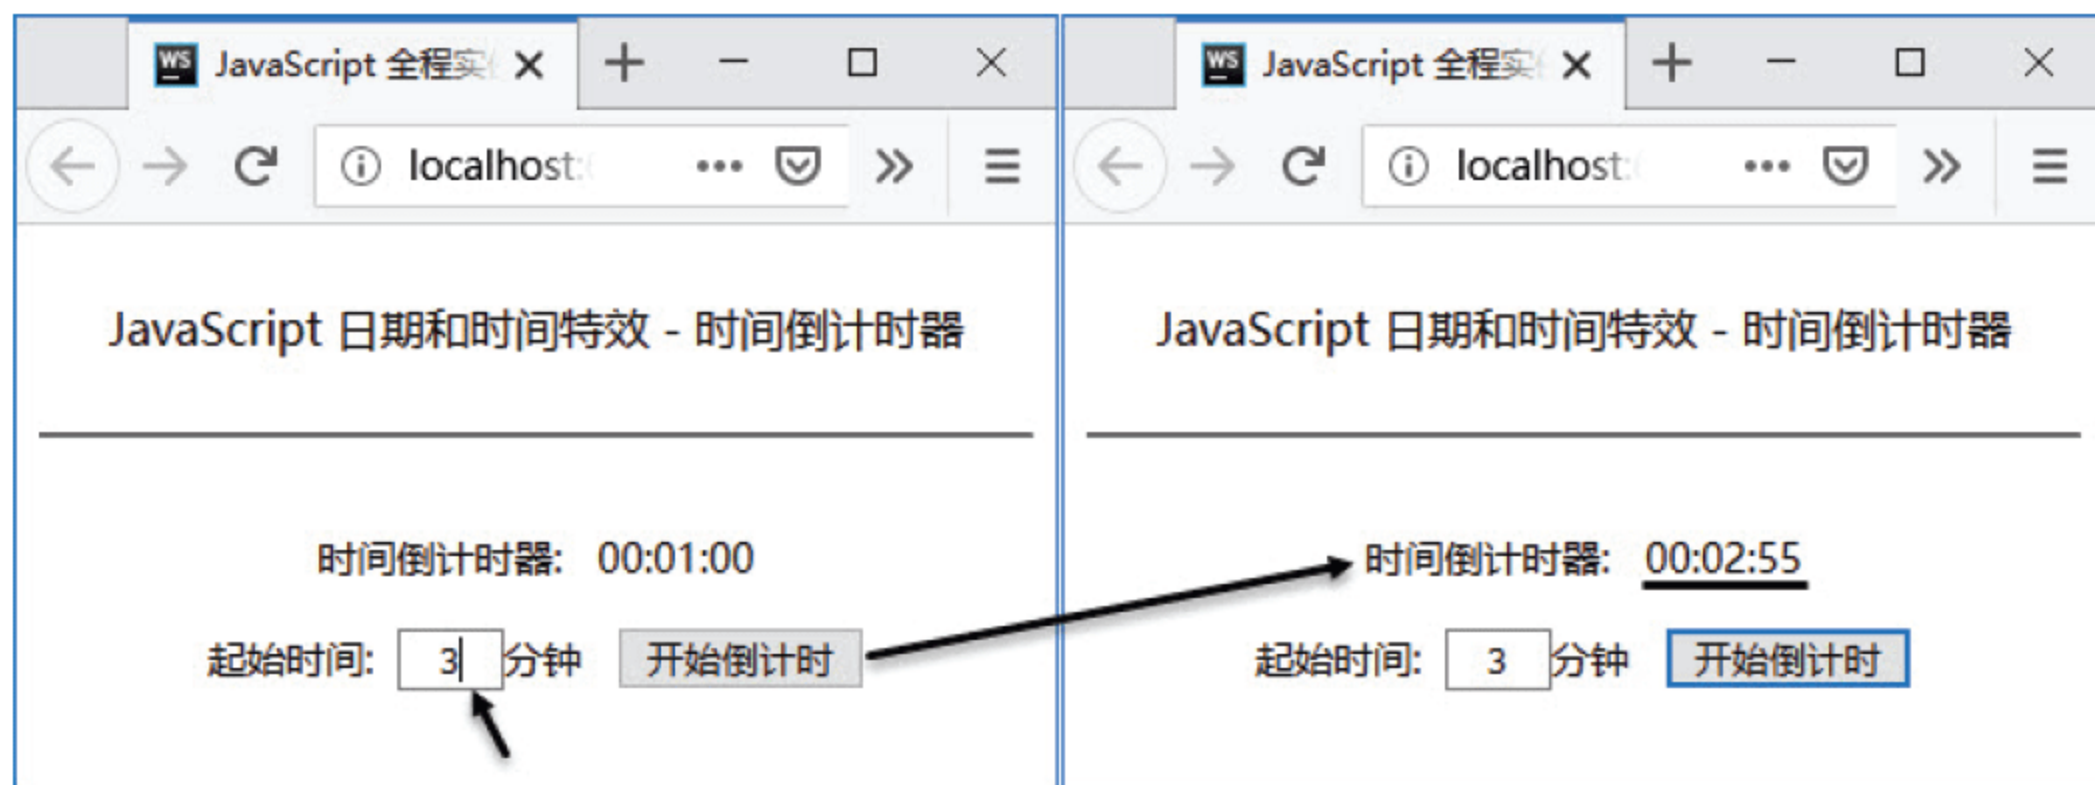 WS JavaScript 全程实
localhost:
JavaScript 日期和时间特效 - 时间倒计时器
时间倒计时器: 00:01:00
起始时间: 3 分钟 开始倒计时
WS JavaScript 全程实
localhost:
JavaScript 日期和时间特效 - 时间倒计时器
时间倒计时器: 00:02:55
起始时间: 3 分钟 开始倒计时